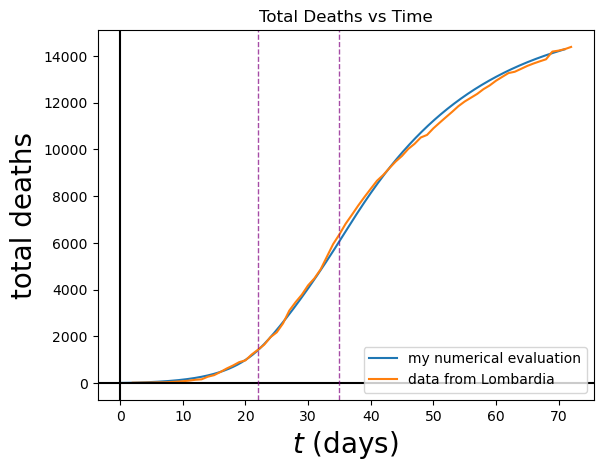 Total Deaths vs Time
total deaths
14000
12000
10000
8000
6000
4000
2000
0
my numerical evaluation
data from Lombardia
0 10 20 30 40 50 60 70
t (days)